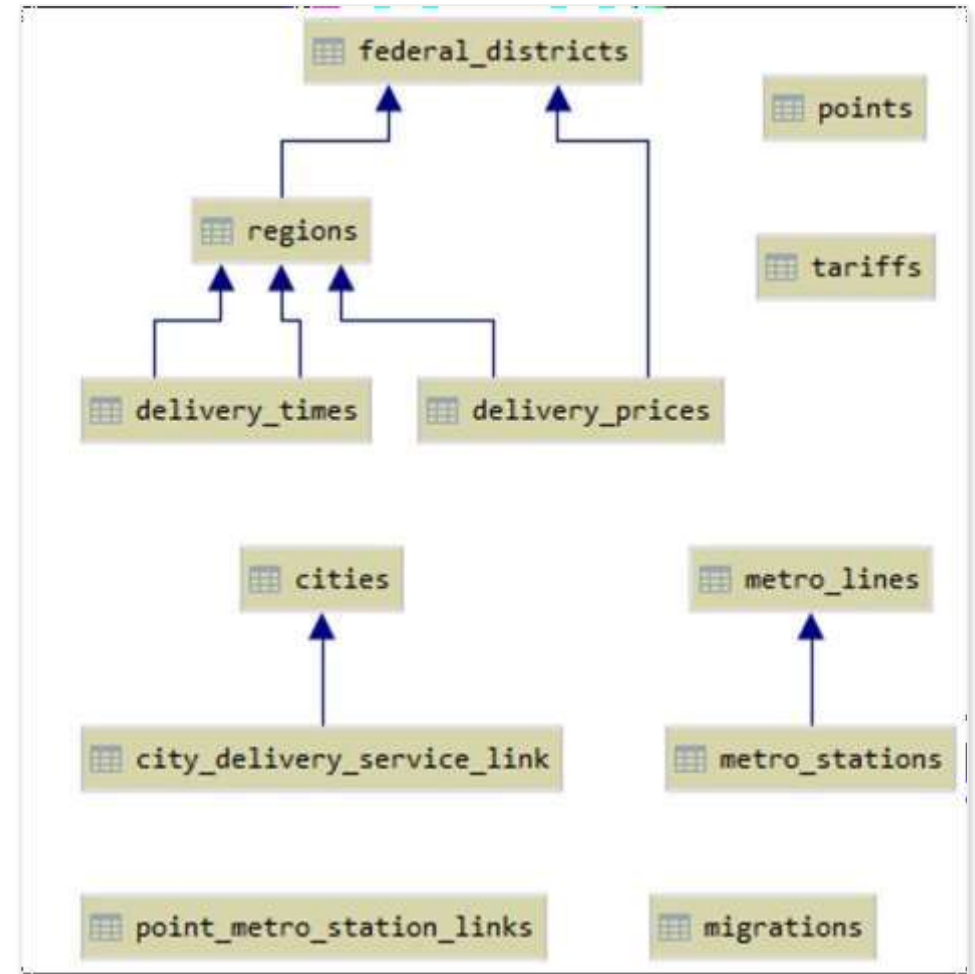 federal_districts
points
regions
tariffs
delivery_times
delivery_prices
cities
metro_lines
city_delivery_service_link
metro_stations
point_metro_station_links
migrations